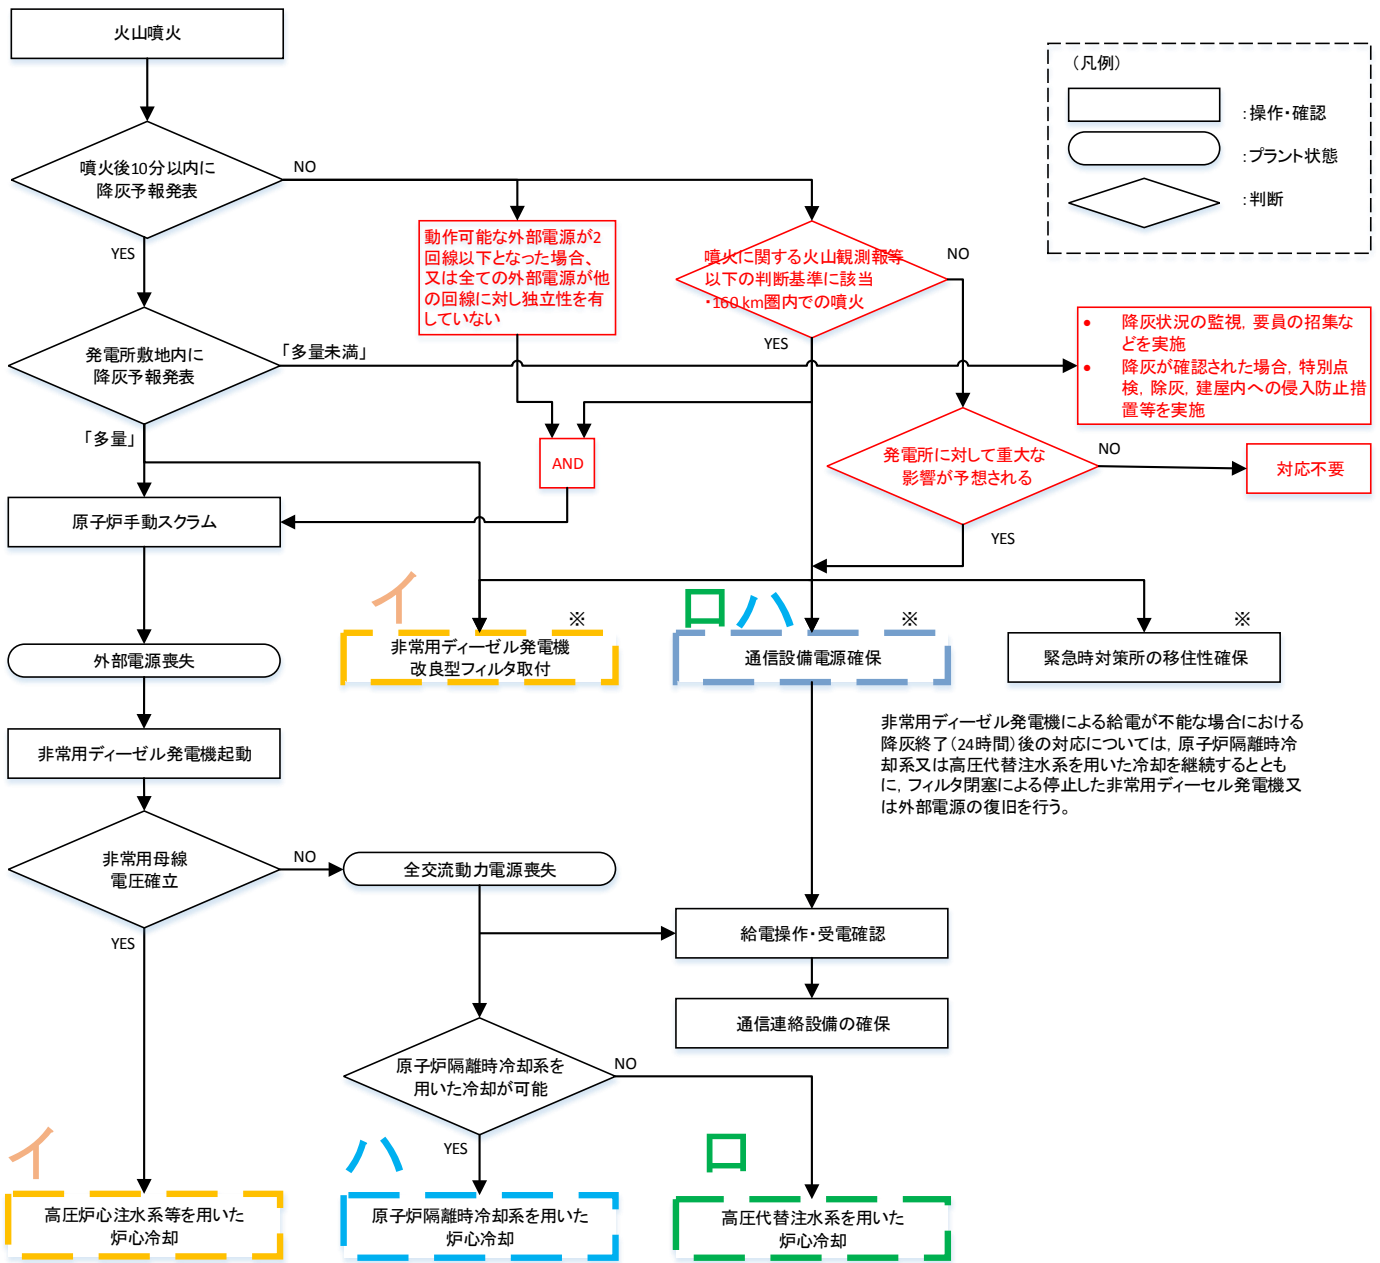 火山噴火
（凡例）
：操作・確認
：プラント状態
：判断
噴火後10分以内に
降灰予報発表
NO
YES
動作可能な外部電源が2
回線以下となった場合、
又は全ての外部電源が他
の回線に対し独立性を有
していない
噴火に関する火山観測報等
以下の判断基準に該当
・160 km圏内での噴火
NO
YES
発電所敷地内に
降灰予報発表
「多量未満」
「多量」
• 降灰状況の監視，要員の招集な
どを実施
• 降灰が確認された場合，特別点
検，除灰，建屋内への侵入防止措
置等を実施
AND
発電所に対して重大な
影響が予想される
NO
YES
対応不要
原子炉手動スクラム
イ
※
非常用ディーゼル発電機
改良型フィルタ取付
ロ ハ
※
通信設備電源確保
※
緊急時対策所の移住性確保
外部電源喪失
非常用ディーゼル発電機起動
非常用ディーゼル発電機による給電が不能な場合における
降灰終了（24時間）後の対応については，原子炉隔離時冷
却系又は高圧代替注水系を用いた冷却を継続するととも
に，フィルタ閉塞による停止した非常用ディーセル発電機又
は外部電源の復旧を行う。
非常用母線
電圧確立
NO
YES
全交流動力電源喪失
給電操作・受電確認
通信連絡設備の確保
原子炉隔離時冷却系を
用いた冷却が可能
NO
YES
イ
高圧炉心注水系等を用いた
炉心冷却
ハ
原子炉隔離時冷却系を用いた
炉心冷却
ロ
高圧代替注水系を用いた
炉心冷却